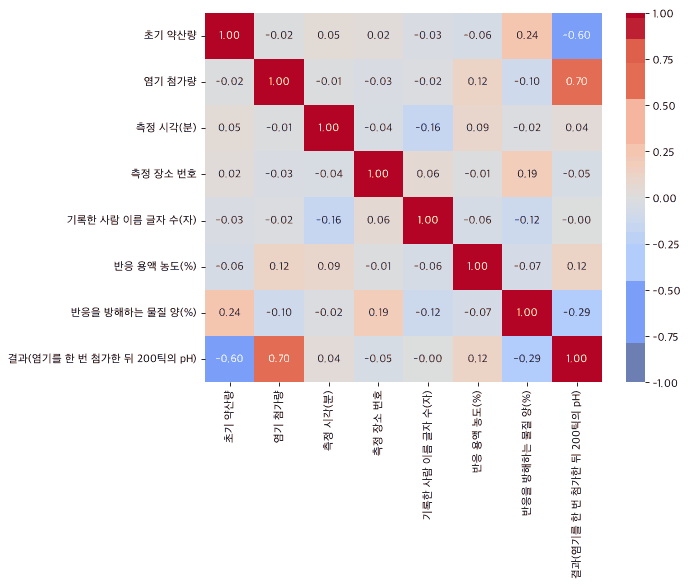 초기 약산량 1.00 -0.02 0.05 0.02 -0.03 -0.06 0.24 -0.60
염기 첨가량 -0.02 1.00 -0.01 -0.03 -0.02 0.12 -0.10 0.70
측정 시각(분) 0.05 -0.01 1.00 -0.04 -0.16 0.09 -0.02 0.04
측정 장소 번호 0.02 -0.03 -0.04 1.00 0.06 -0.01 0.19 -0.05
기록한 사람 이름 글자 수(자) -0.03 -0.02 -0.16 0.06 1.00 -0.06 -0.12 -0.00
반응 용액 농도(%) -0.06 0.12 0.09 -0.01 -0.06 1.00 -0.07 0.12
반응을 방해하는 물질 양(%) 0.24 -0.10 -0.02 0.19 -0.12 -0.07 1.00 -0.29
결과(염기를 한 번 첨가한 뒤 200틱의 pH) -0.60 0.70 0.04 -0.05 -0.00 0.12 -0.29 1.00
초기 약산량
염기 첨가량
측정 시각(분)
측정 장소 번호
기록한 사람 이름 글자 수(자)
반응 용액 농도(%)
반응을 방해하는 물질 양(%)
결과(염기를 한 번 첨가한 뒤 200틱의 pH)
1.00
0.75
0.50
0.25
0.00
-0.25
-0.50
-0.75
-1.00